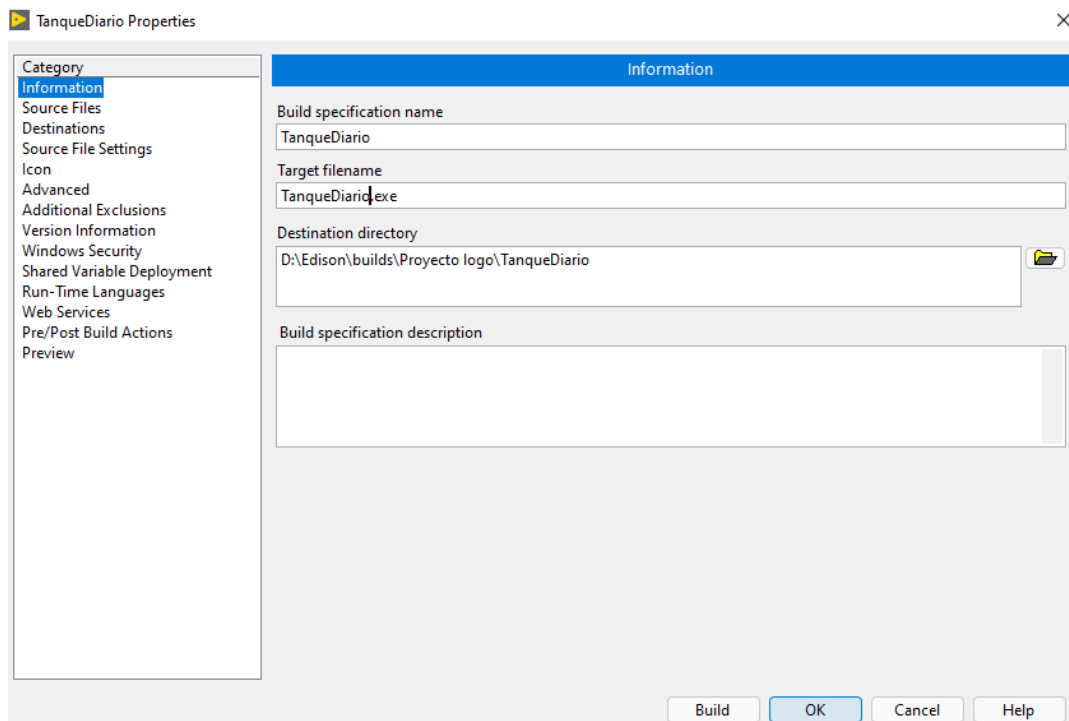 TanqueDiario Properties
Category
Information
Source Files
Destinations
Source File Settings
Icon
Advanced
Additional Exclusions
Version Information
Windows Security
Shared Variable Deployment
Run-Time Languages
Web Services
Pre/Post Build Actions
Preview
Information
Build specification name
TanqueDiario
Target filename
TanqueDiario.exe
Destination directory
D:\Edison\builds\Proyecto logo\TanqueDiario
Build specification description
Build OK Cancel Help